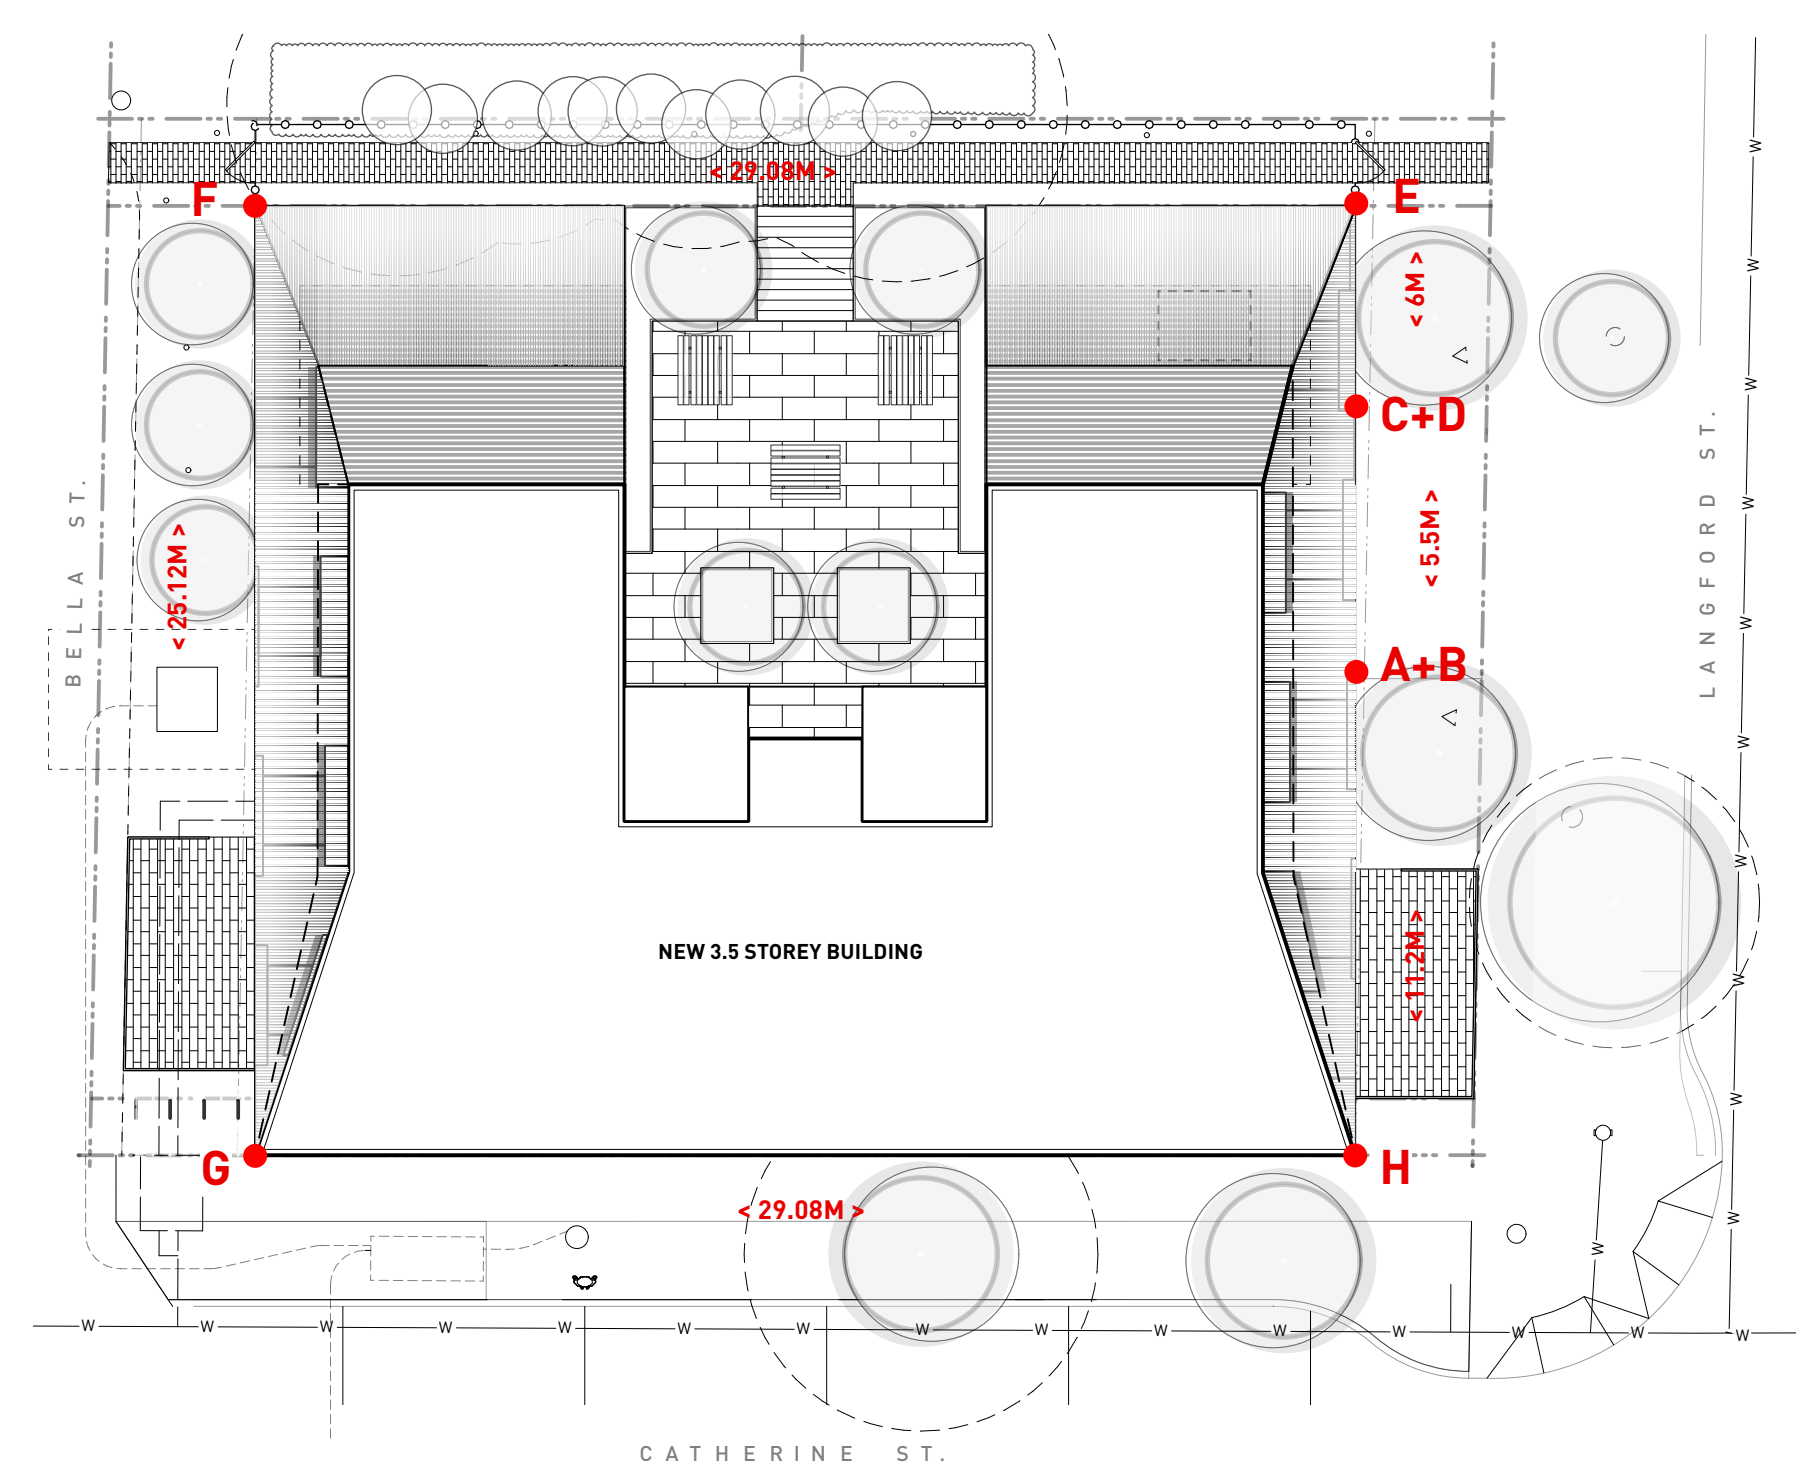 < 29.08M >
F
E
< 6M >
C+D
BELLA ST.
LANGFORD ST.
< 25.12M >
< 5.5M >
A+B
NEW 3.5 STOREY BUILDING
< 11.2M >
G
H
< 29.08M >
W
W
W
W
W
W
W
W
W
W
W
W
W
W W W W W W W W W W W W W W W
CATHERINE ST.